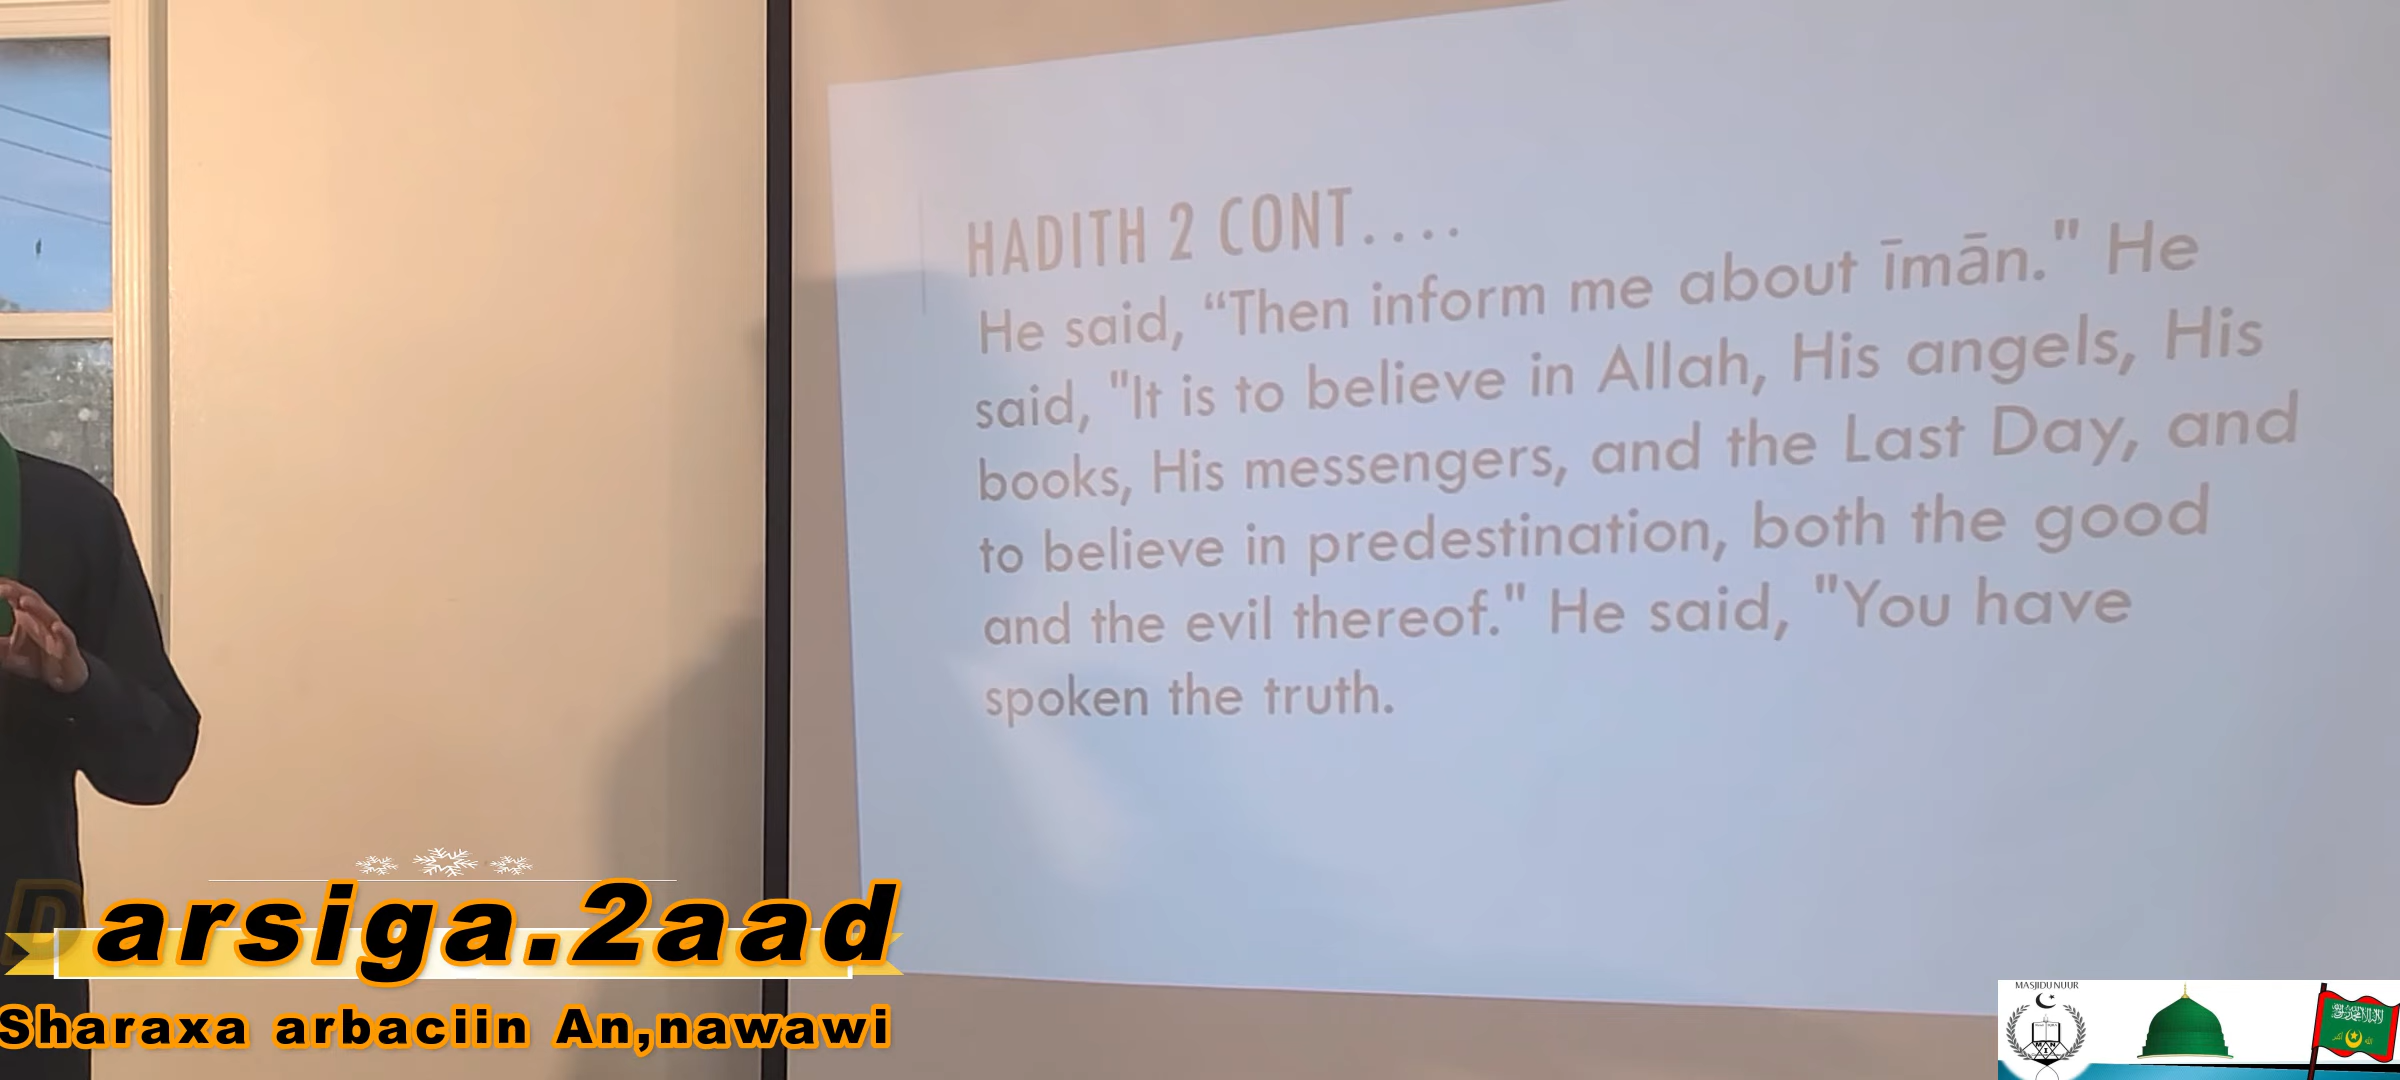 HADITH 2 CONT....
He said, “Then inform me about īmān." He
said, "It is to believe in Allah, His angels, His
books, His messengers, and the Last Day, and
to believe in predestination, both the good
and the evil thereof." He said, "You have
spoken the truth.
Darsiga.2aad
Sharaxa arbaciin An,nawawi
MASJIDU NUUR